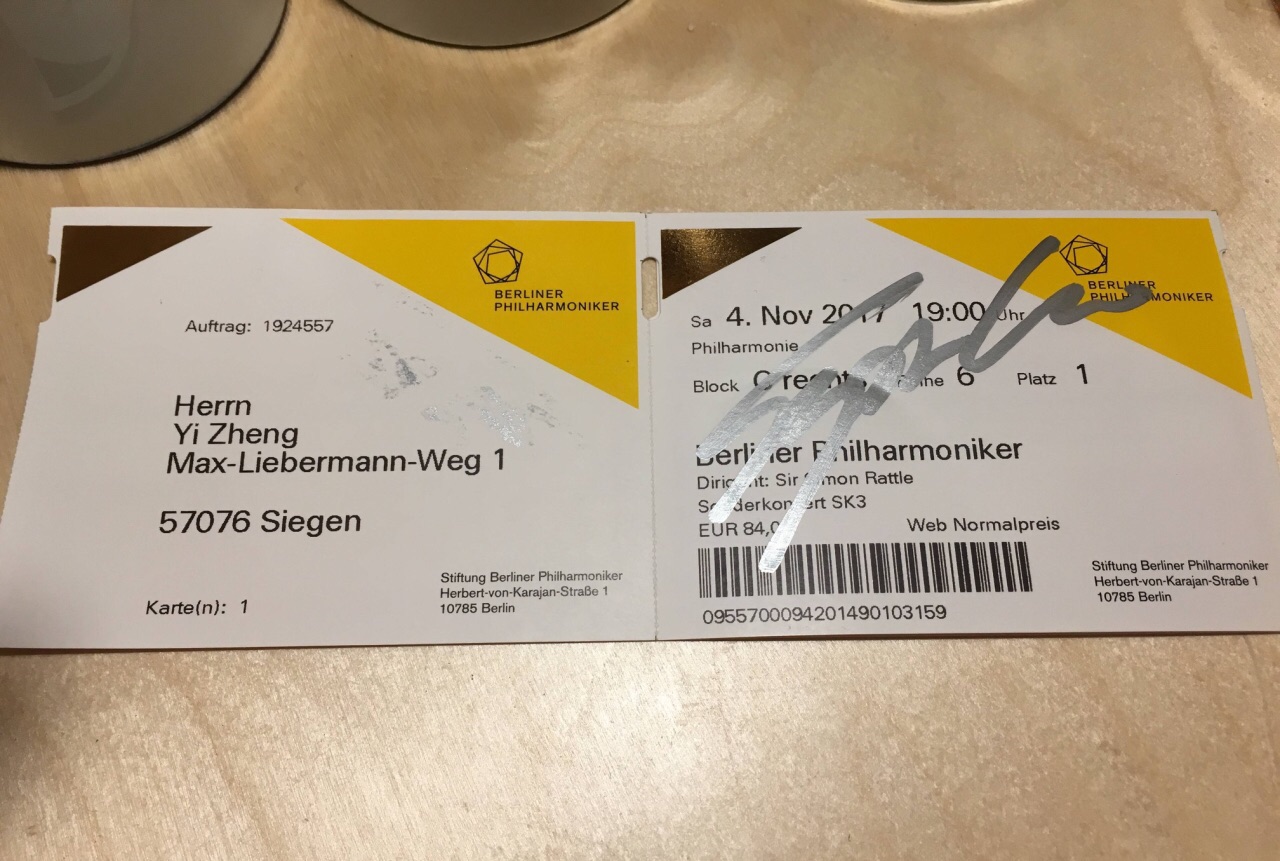 BERLINER
PHILHARMONIKER
Auftrag: 1924557
Herrn
Yi Zheng
Max-Liebermann-Weg 1
57076 Siegen
Karte(n): 1
Stiftung Berliner Philharmoniker
Herbert-von-Karajan-Straße 1
10785 Berlin
BERLINER
PHILHARMONIKER
Sa 4. Nov 2017 19:00 Uhr
Philharmonie
Block C rechts, Reihe 6 Platz 1
Berliner Philharmoniker
Dirigent: Sir Simon Rattle
Sonderkonzert SK3
EUR 84,0 Web Normalpreis
0955700094201490103159
Stiftung Berliner Philharmoniker
Herbert-von-Karajan-Straße 1
10785 Berlin